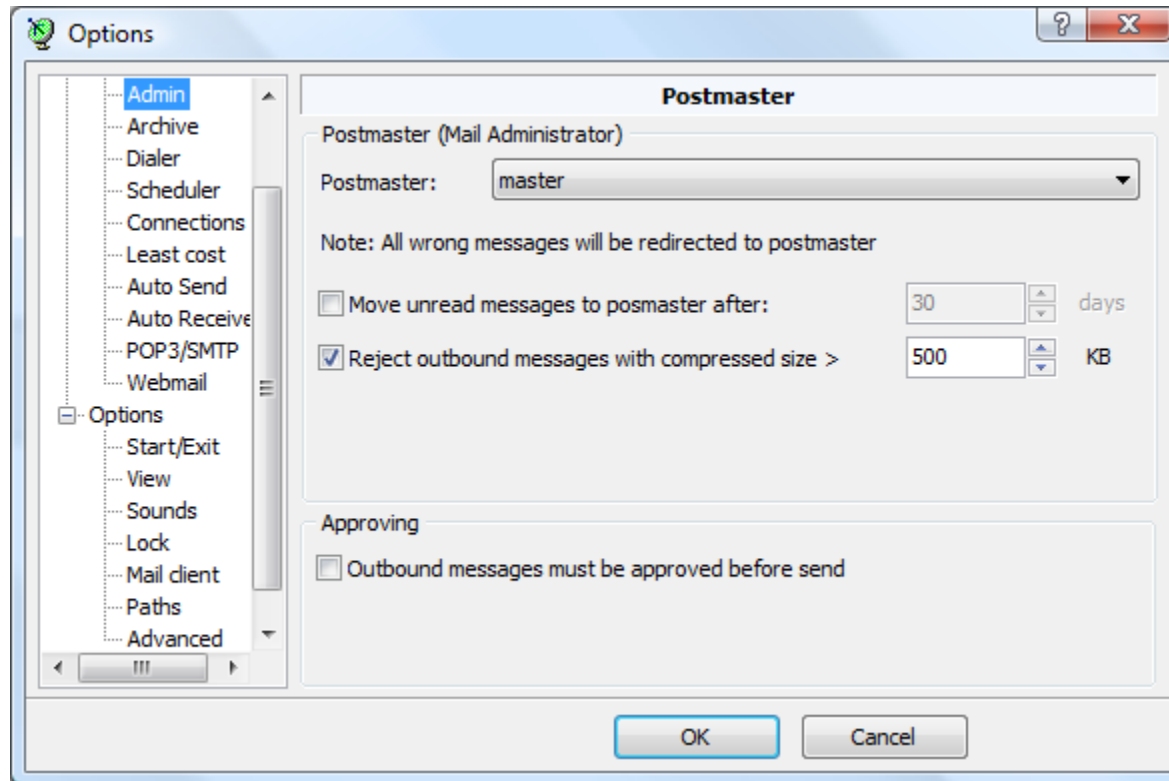 Options
Admin
Archive
Dialer
Scheduler
Connections
Least cost
Auto Send
Auto Receive
POP3/SMTP
Webmail
Options
Start/Exit
View
Sounds
Lock
Mail client
Paths
Advanced
Postmaster
Postmaster (Mail Administrator)
Postmaster: master
Note: All wrong messages will be redirected to postmaster
Move unread messages to posmaster after: 30 days
Reject outbound messages with compressed size > 500 KB
Approving
Outbound messages must be approved before send
OK Cancel